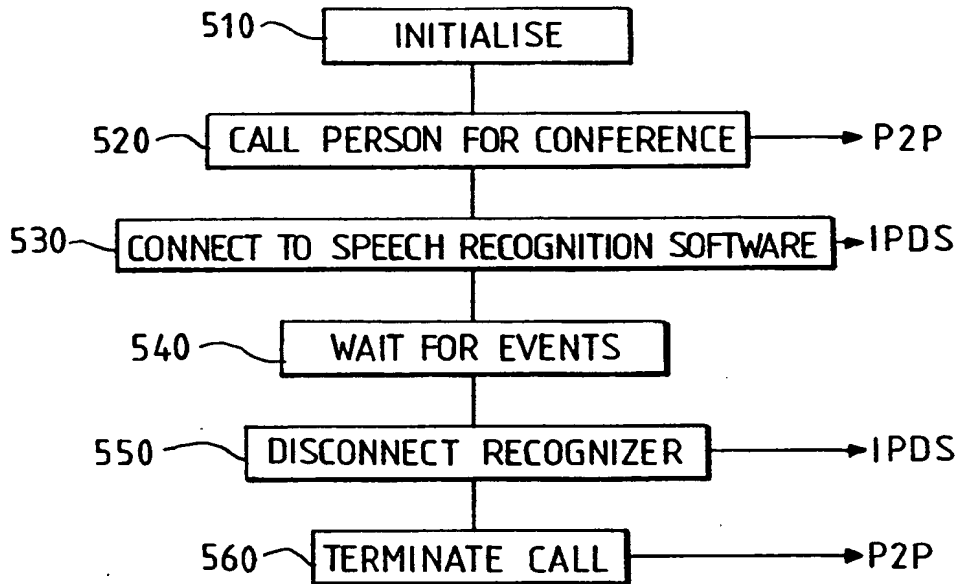 510 INITIALISE
520 CALL PERSON FOR CONFERENCE P2P
530 CONNECT TO SPEECH RECOGNITION SOFTWARE IPDS
540 WAIT FOR EVENTS
550 DISCONNECT RECOGNIZER IPDS
560 TERMINATE CALL P2P